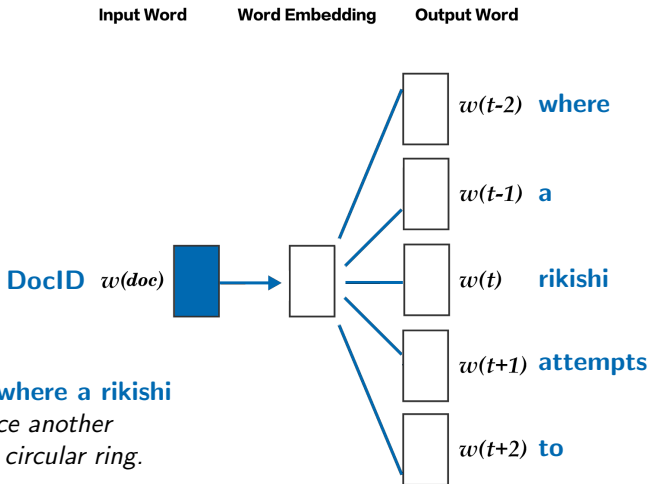 Input Word Word Embedding Output Word
w(t-2) where
w(t-1) a
DocID w(doc) w(t) rikishi
w(t+1) attempts
where a rikishi
ce another
circular ring.
w(t+2) to